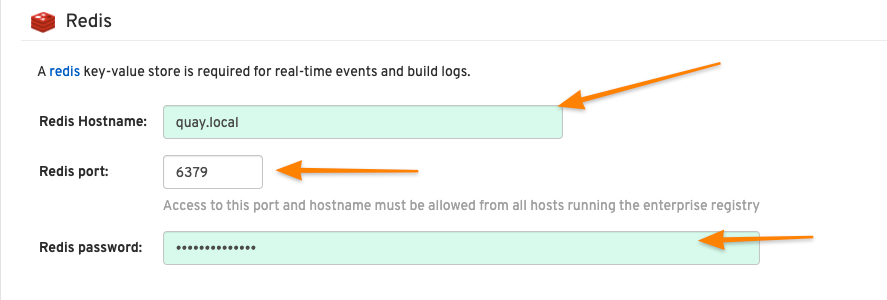 Redis
A redis key-value store is required for real-time events and build logs.
Redis Hostname: quay.local
Redis port: 6379
Access to this port and hostname must be allowed from all hosts running the enterprise registry
Redis password: ••••••••••••••